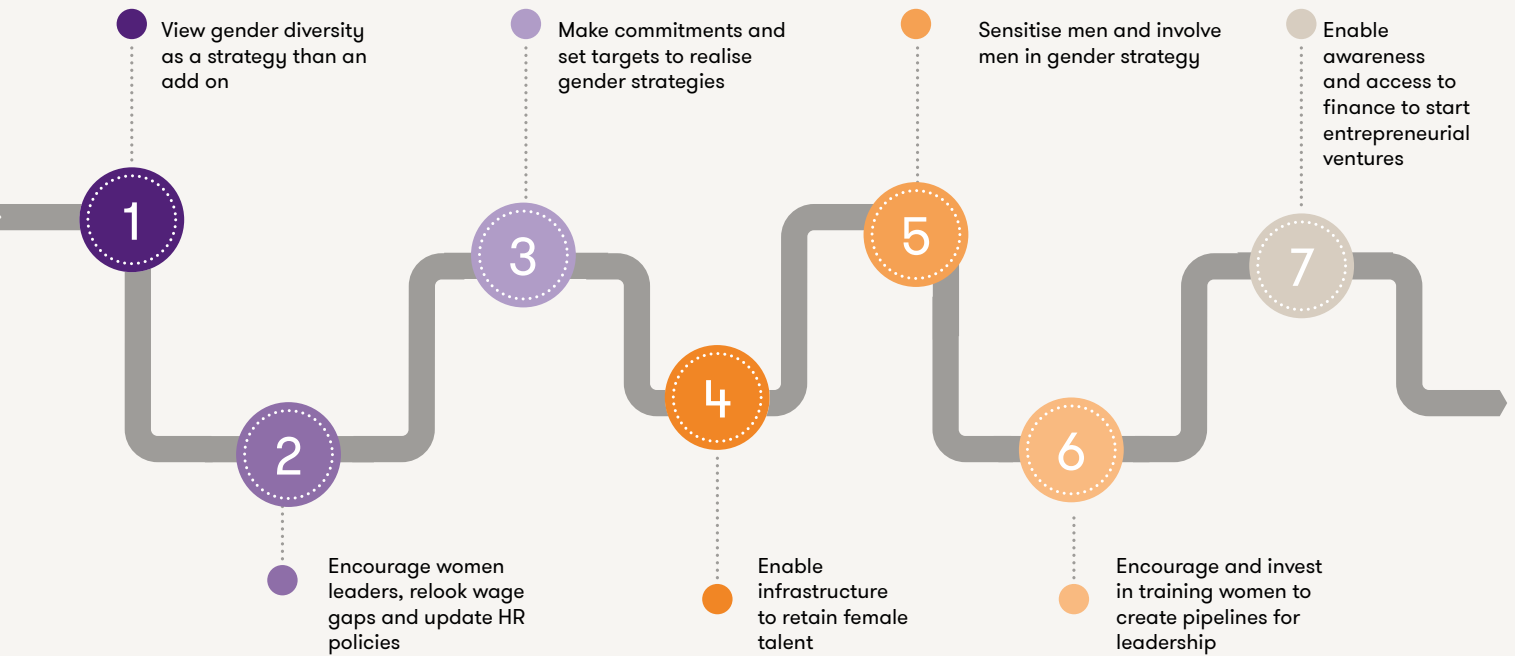 View gender diversity
as a strategy than an
add on
Make commitments and
set targets to realise
gender strategies
Sensitise men and involve
men in gender strategy
Enable
awareness
and access to
finance to start
entrepreneurial
ventures
1
2
3
4
5
6
7
Encourage women
leaders, relook wage
gaps and update HR
policies
Enable
infrastructure
to retain female
talent
Encourage and invest
in training women to
create pipelines for
leadership